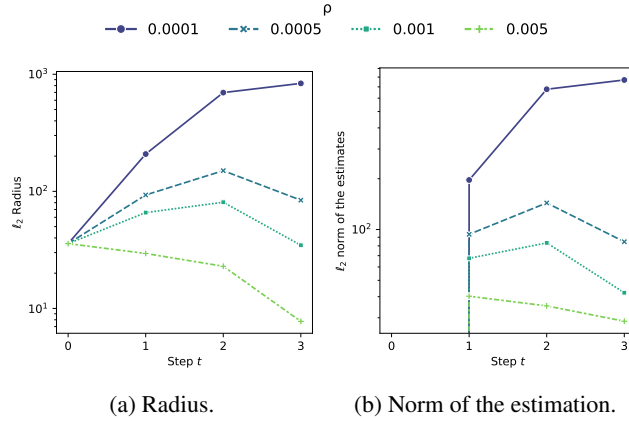 ρ
0.0001 0.0005 0.001 0.005
10³
10²
10¹
ℓ₂ Radius
0 1 2 3
Step t
(a) Radius.
10²
ℓ₂ norm of the estimates
0 1 2 3
Step t
(b) Norm of the estimation.